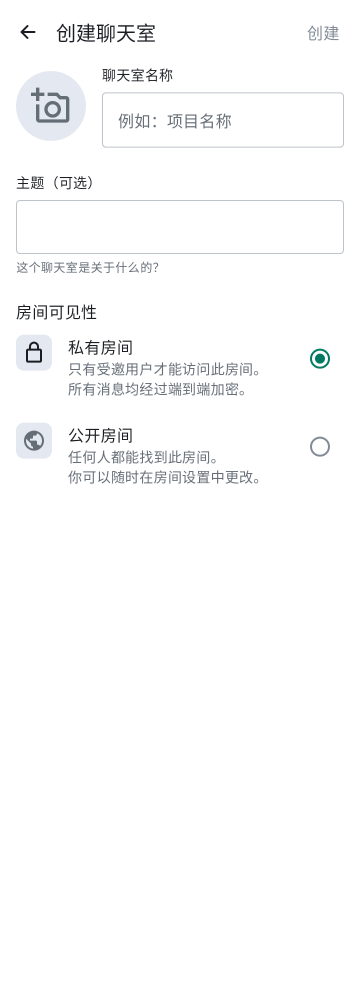 创建聊天室
创建
聊天室名称
例如：项目名称
主题（可选）
这个聊天室是关于什么的？
房间可见性
私有房间
只有受邀用户才能访问此房间。
所有消息均经过端到端加密。
公开房间
任何人都能找到此房间。
你可以随时在房间设置中更改。